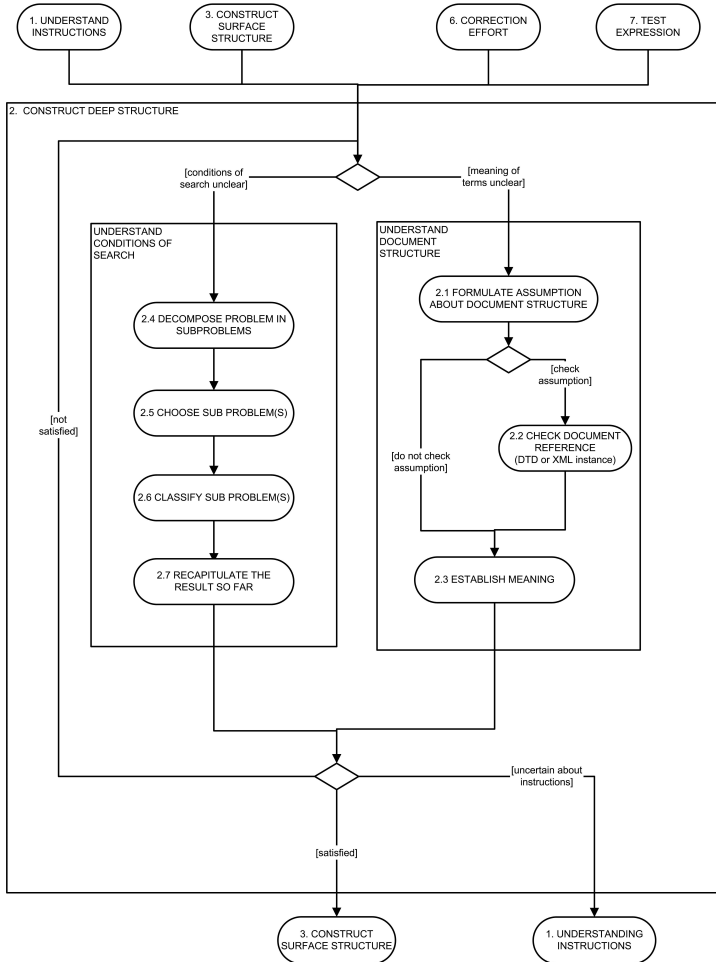 1. UNDERSTAND
INSTRUCTIONS
3. CONSTRUCT
SURFACE
STRUCTURE
6. CORRECTION
EFFORT
7. TEST
EXPRESSION
2. CONSTRUCT DEEP STRUCTURE
[conditions of
search unclear]
[meaning of
terms unclear]
UNDERSTAND
CONDITIONS OF
SEARCH
UNDERSTAND
DOCUMENT
STRUCTURE
2.1 FORMULATE ASSUMPTION
ABOUT DOCUMENT STRUCTURE
2.4 DECOMPOSE PROBLEM IN
SUBPROBLEMS
[check
assumption]
2.5 CHOOSE SUB PROBLEM(S)
[not
satisfied]
2.2 CHECK DOCUMENT
REFERENCE
(DTD or XML instance)
[do not check
assumption]
2.6 CLASSIFY SUB PROBLEM(S)
2.7 RECAPITULATE THE
RESULT SO FAR
2.3 ESTABLISH MEANING
[uncertain about
instructions]
[satisfied]
3. CONSTRUCT
SURFACE STRUCTURE
1. UNDERSTANDING
INSTRUCTIONS